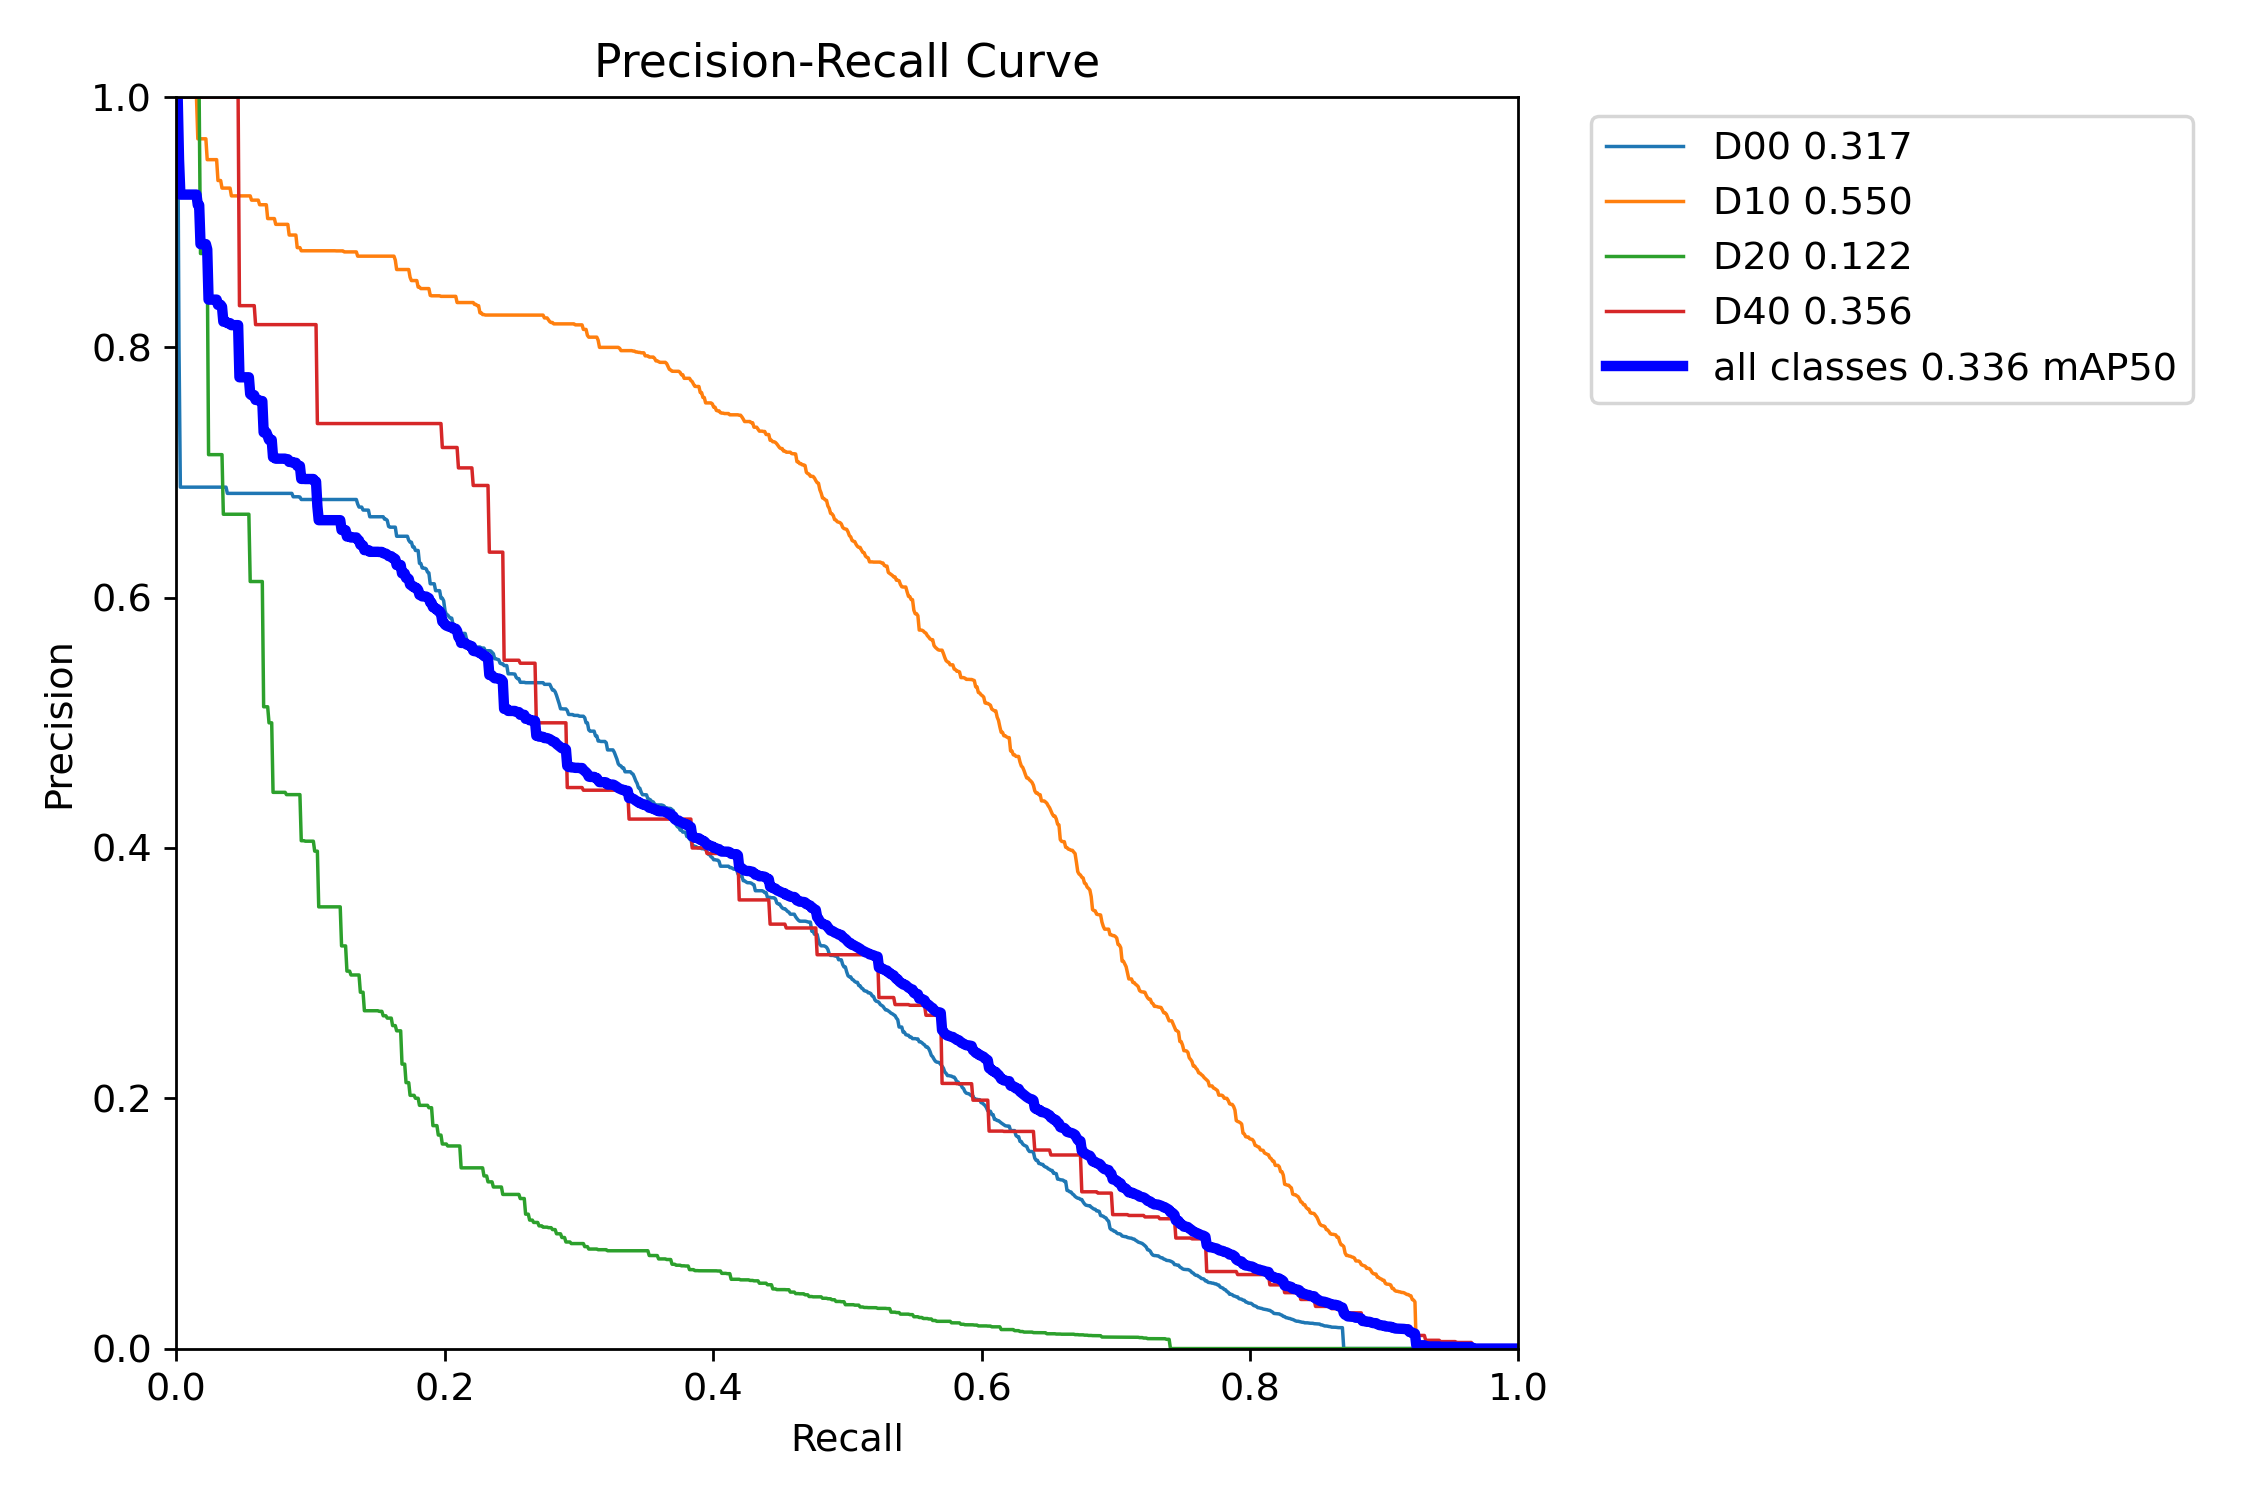 Precision-Recall Curve
1.0
0.8
0.6
0.4
0.2
0.0
Precision
0.0 0.2 0.4 0.6 0.8 1.0
Recall
D00 0.317
D10 0.550
D20 0.122
D40 0.356
all classes 0.336 mAP50